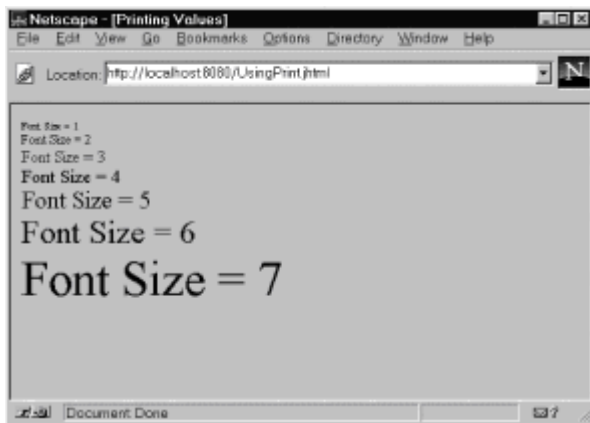 Netscape - [Printing Values]
File Edit View Go Bookmarks Options Directory Window Help
Location: http://localhost:8080/UsingPrint.jhtml
N
Font Size = 1
Font Size = 2
Font Size = 3
Font Size = 4
Font Size = 5
Font Size = 6
Font Size = 7
Document Done
?